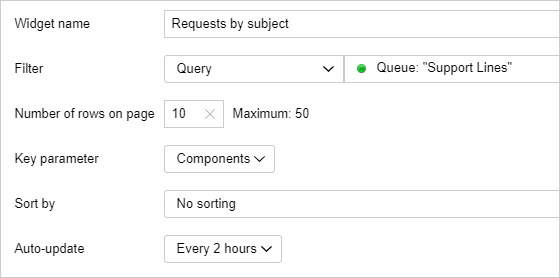 Widget name Requests by subject
Filter Query Queue: "Support Lines"
Number of rows on page 10 Maximum: 50
Key parameter Components
Sort by No sorting
Auto-update Every 2 hours